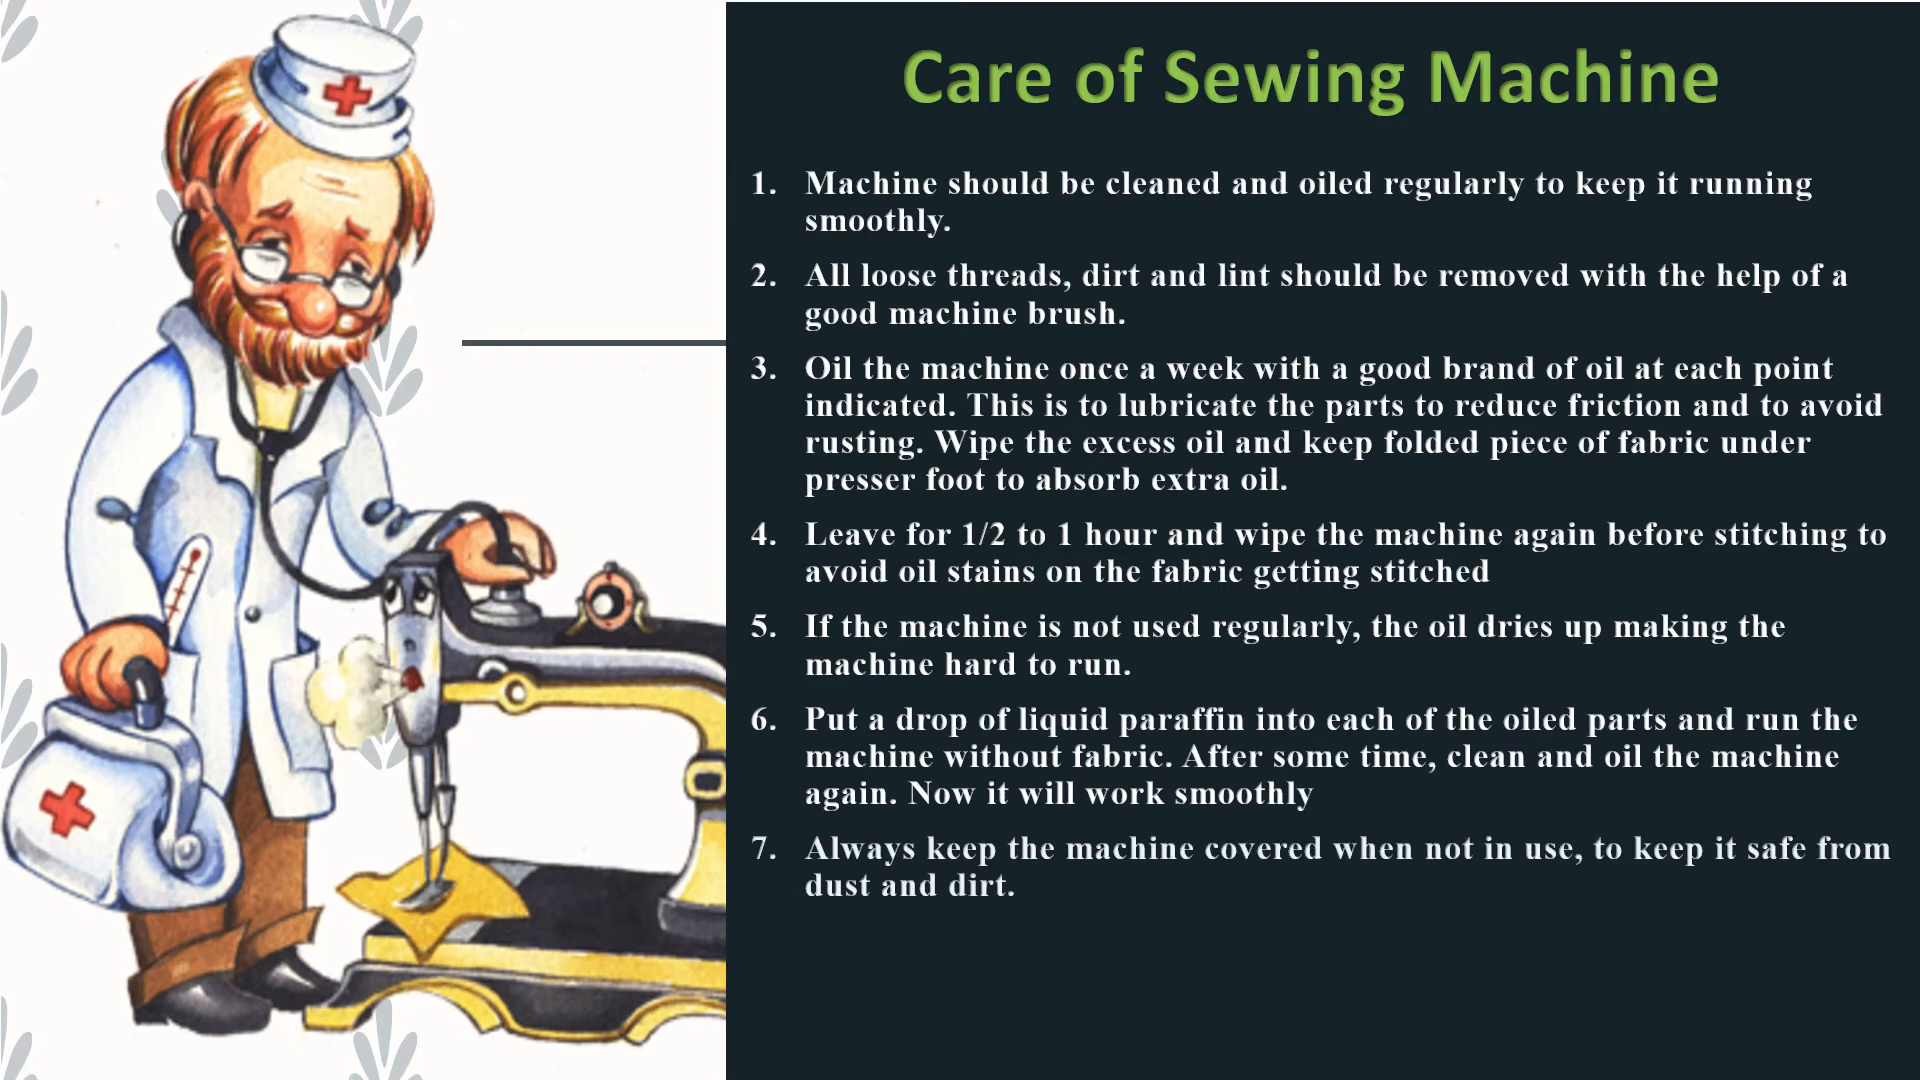 Care of Sewing Machine
1. Machine should be cleaned and oiled regularly to keep it running
smoothly.
2. All loose threads, dirt and lint should be removed with the help of a
good machine brush.
3. Oil the machine once a week with a good brand of oil at each point
indicated. This is to lubricate the parts to reduce friction and to avoid
rusting. Wipe the excess oil and keep folded piece of fabric under
presser foot to absorb extra oil.
4. Leave for 1/2 to 1 hour and wipe the machine again before stitching to
avoid oil stains on the fabric getting stitched
5. If the machine is not used regularly, the oil dries up making the
machine hard to run.
6. Put a drop of liquid paraffin into each of the oiled parts and run the
machine without fabric. After some time, clean and oil the machine
again. Now it will work smoothly
7. Always keep the machine covered when not in use, to keep it safe from
dust and dirt.